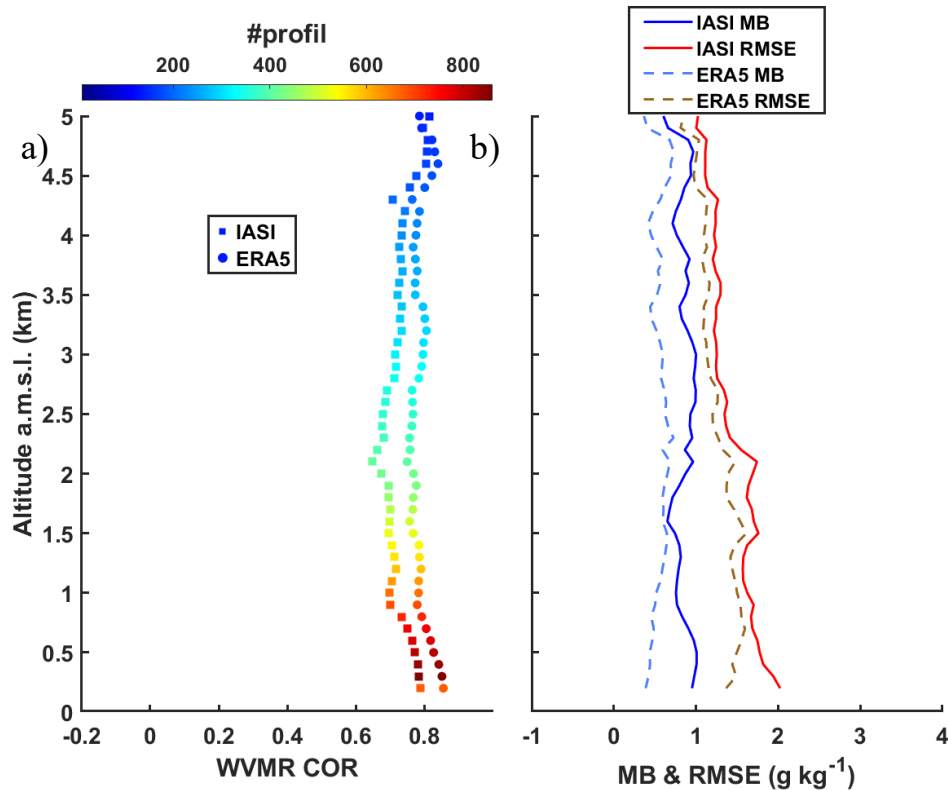 #profil
200 400 600 800
a)
5
4.5
4
3.5
3
2.5
2
1.5
1
0.5
0
Altitude a.m.s.l. (km)
IASI
ERA5
-0.2 0 0.2 0.4 0.6 0.8
WVMR COR
IASI MB
IASI RMSE
ERA5 MB
ERA5 RMSE
b)
-1 0 1 2 3 4
MB & RMSE (g kg⁻¹)